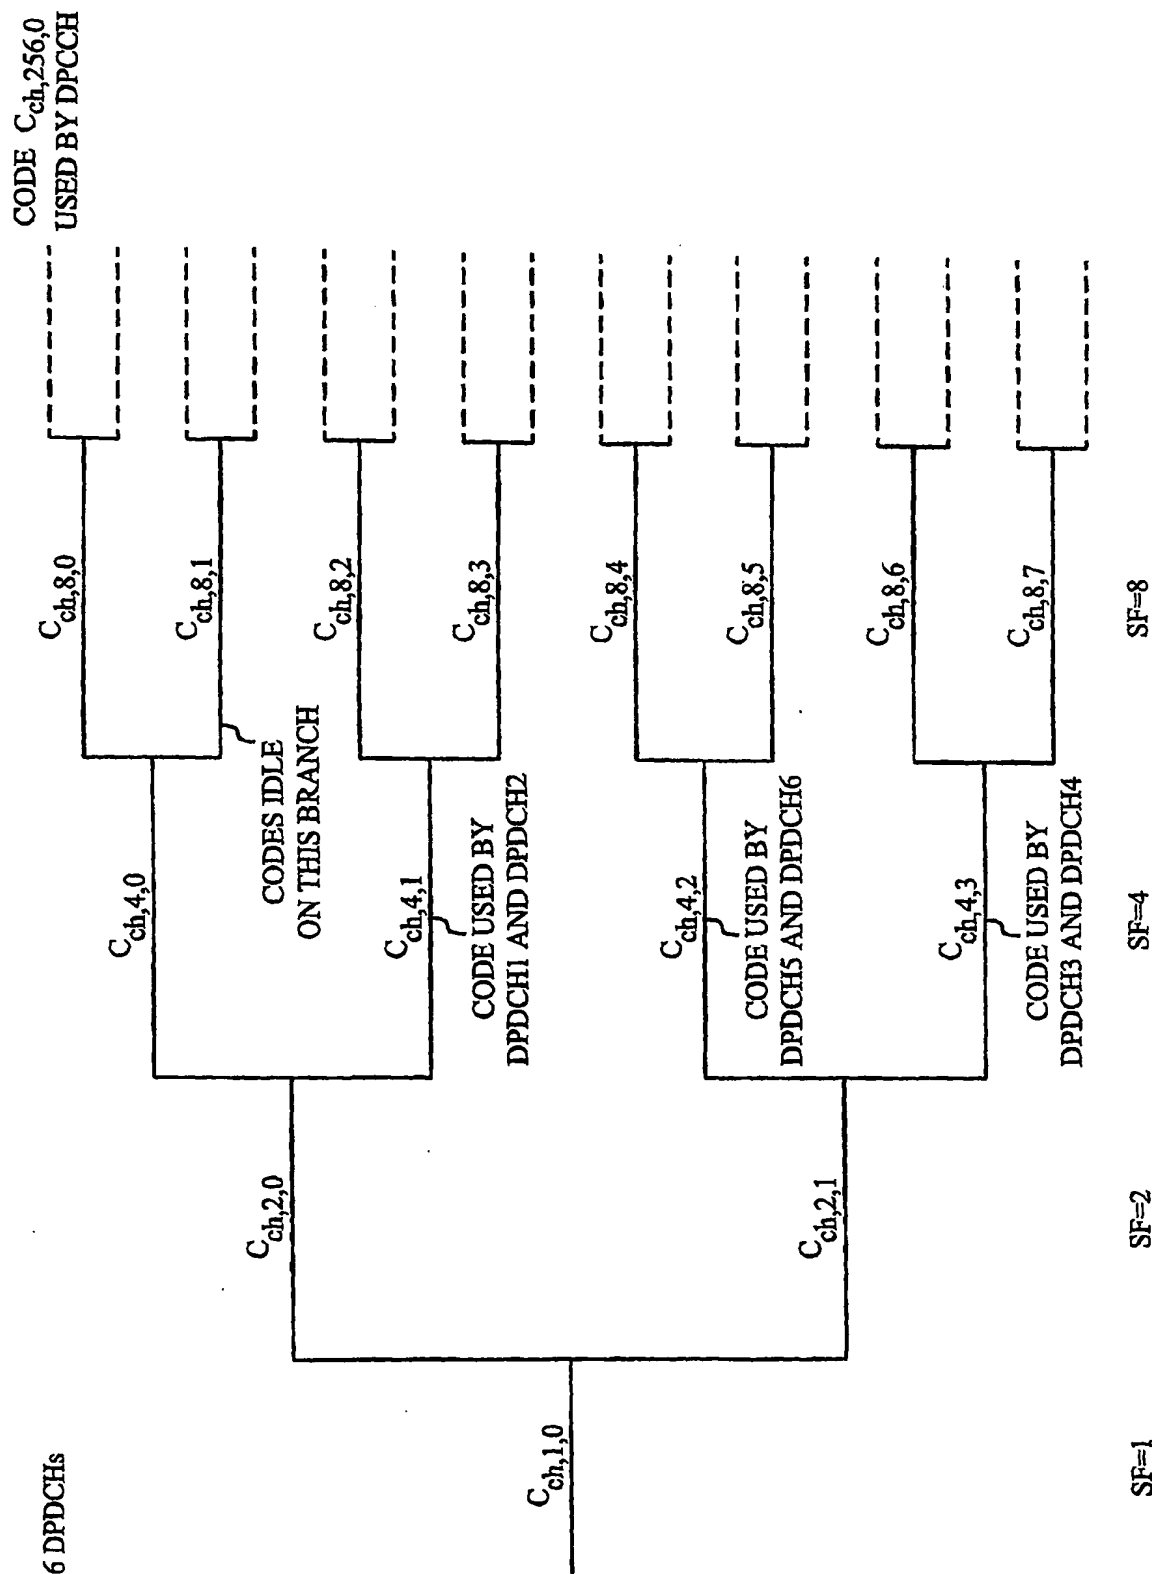 6 DPDCHs
CODE C_ch,256,0
USED BY DPCCH
C_ch,1,0
C_ch,2,0
C_ch,2,1
C_ch,4,0
C_ch,4,1
CODE USED BY
DPDCH1 AND DPDCH2
C_ch,4,2
CODE USED BY
DPDCH5 AND DPDCH6
C_ch,4,3
CODE USED BY
DPDCH3 AND DPDCH4
C_ch,8,0
C_ch,8,1
CODES IDLE
ON THIS BRANCH
C_ch,8,2
C_ch,8,3
C_ch,8,4
C_ch,8,5
C_ch,8,6
C_ch,8,7
SF=1
SF=2
SF=4
SF=8